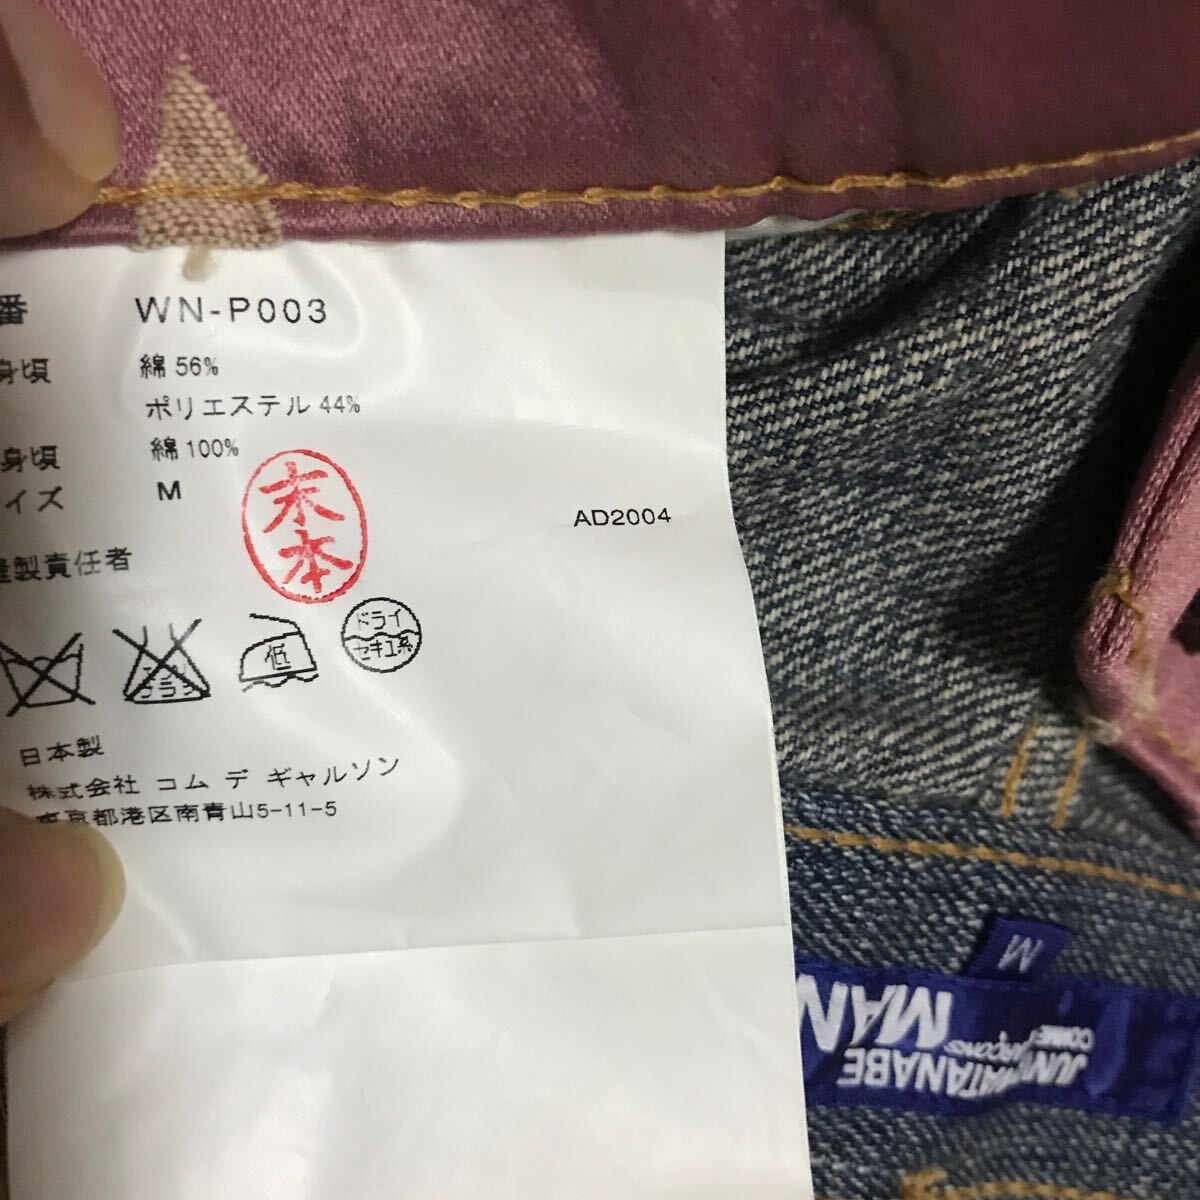 番 WN-P003
身頃 綿 56%
ポリエステル 44%
身頃 綿 100%
イズ M
末本
AD2004
製責任者
低
ドライ
セキユ系
日本製
株式会社 コム デ ギャルソン
東京都港区南青山5-11-5
M
MAN
COMME GARÇONS
WATANABE